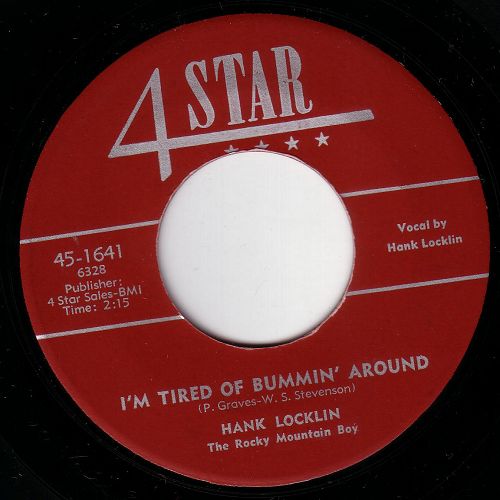 4 STAR
45-1641
6328
Publisher:
4 Star Sales-BMI
Time: 2:15
Vocal by
Hank Locklin
I'M TIRED OF BUMMIN' AROUND
(P. Graves-W. S. Stevenson)
HANK LOCKLIN
The Rocky Mountain Boy